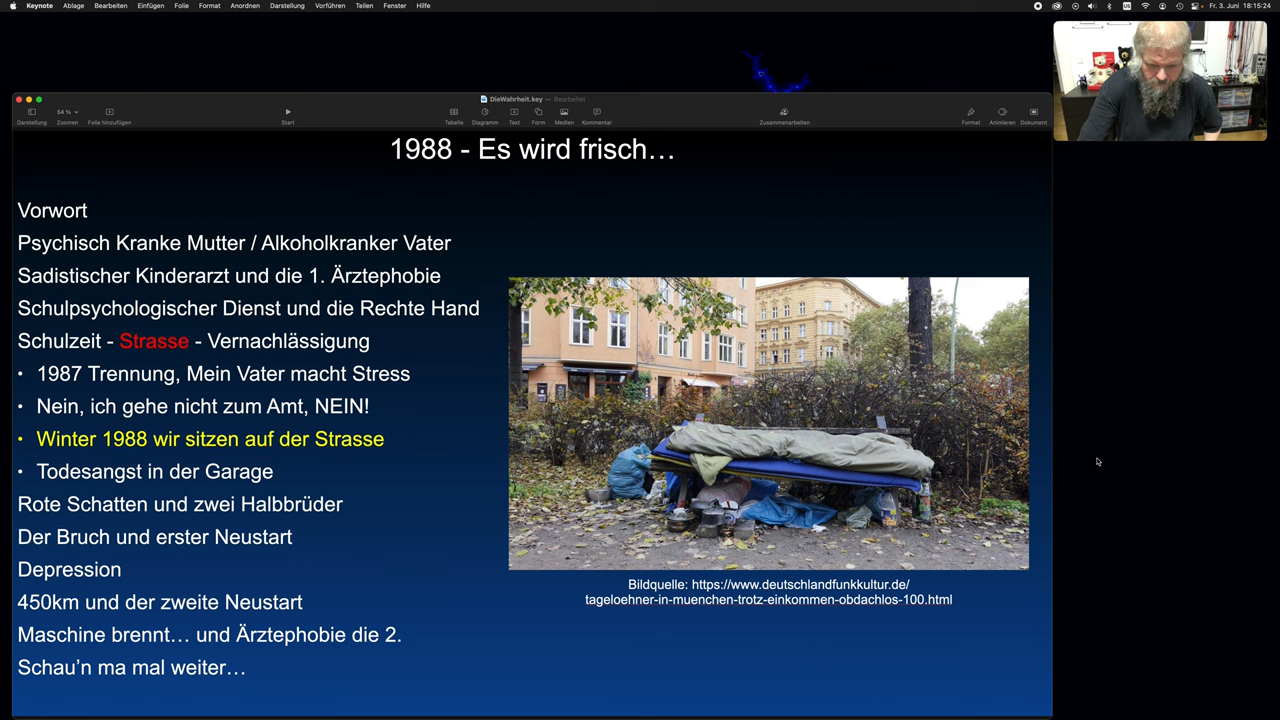 Keynote Ablage Bearbeiten Einfügen Folie Format Anordnen Darstellung Vorführen Teilen Fenster Hilfe
US
Fr. 3. Juni 18:15:24
DieWahrheit.key — Bearbeitet
54 %
Darstellung Zoomen Folie hinzufügen Start Tabelle Diagramm Text Form Medien Kommentar Zusammenarbeiten Format Animieren Dokument
1988 - Es wird frisch…
Vorwort
Psychisch Kranke Mutter / Alkoholkranker Vater
Sadistischer Kinderarzt und die 1. Ärztephobie
Schulpsychologischer Dienst und die Rechte Hand
Schulzeit - Strasse - Vernachlässigung
• 1987 Trennung, Mein Vater macht Stress
• Nein, ich gehe nicht zum Amt, NEIN!
• Winter 1988 wir sitzen auf der Strasse
• Todesangst in der Garage
Rote Schatten und zwei Halbbrüder
Der Bruch und erster Neustart
Depression
450km und der zweite Neustart
Maschine brennt… und Ärztephobie die 2.
Schau’n ma mal weiter…
Bildquelle: https://www.deutschlandfunkkultur.de/
tageloehner-in-muenchen-trotz-einkommen-obdachlos-100.html